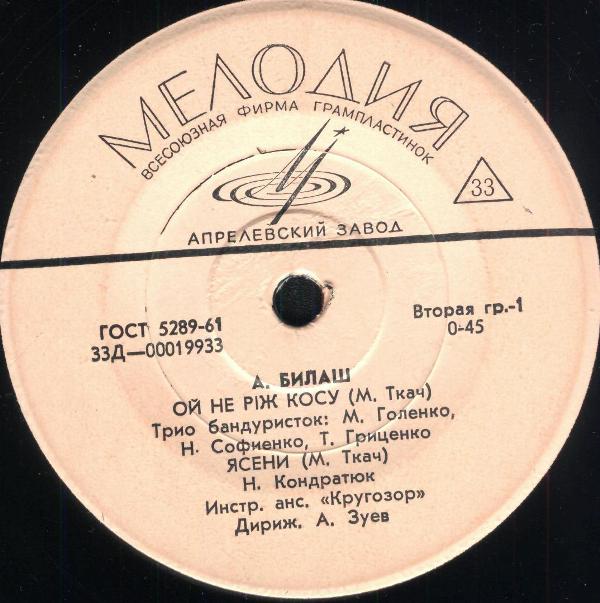 МЕЛОДИЯ
ВСЕСОЮЗНАЯ ФИРМА ГРАМПЛАСТИНОК
33
АПРЕЛЕВСКИЙ ЗАВОД
ГОСТ 5289-61
33Д—00019933
Вторая гр.-1
0-45
А. БИЛАШ
ОЙ НЕ РІЖ КОСУ (М. Ткач)
Трио бандуристок: М. Голенко,
Н. Софиенко, Т. Гриценко
ЯСЕНИ (М. Ткач)
Н. Кондратюк
Инстр. анс. «Кругозор»
Дириж. А. Зуев